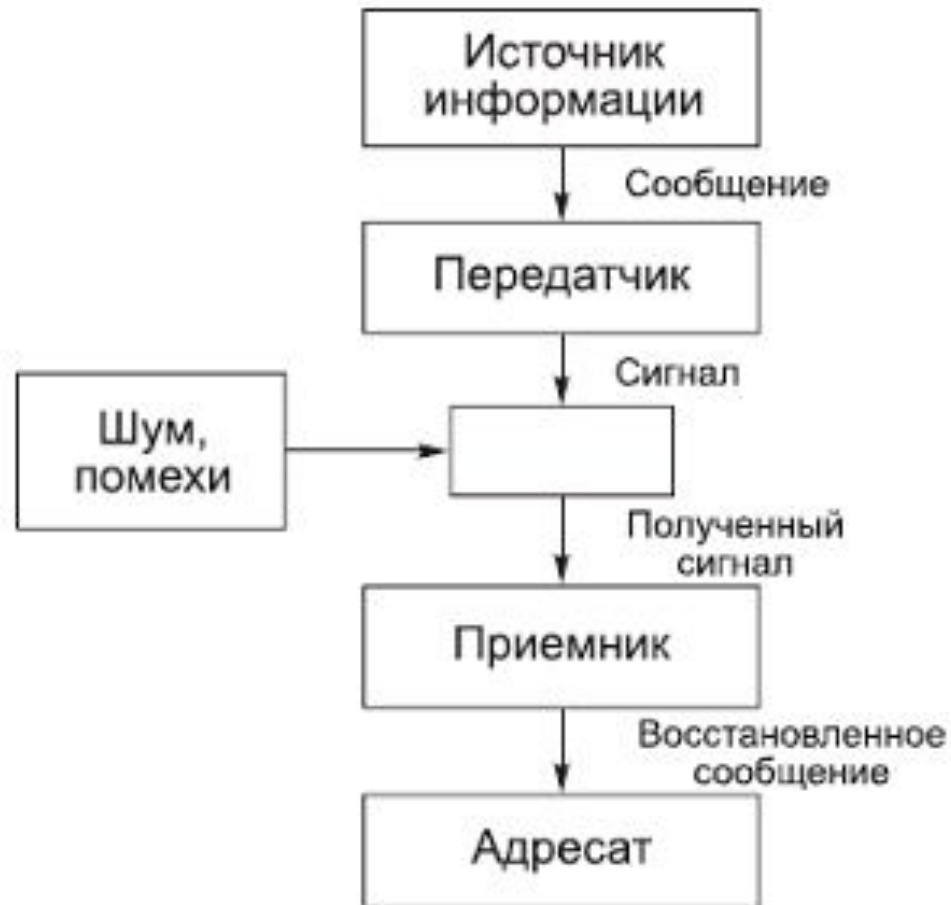 Источник
информации
Сообщение
Передатчик
Сигнал
Шум,
помехи
Полученный
сигнал
Приемник
Восстановленное
сообщение
Адресат